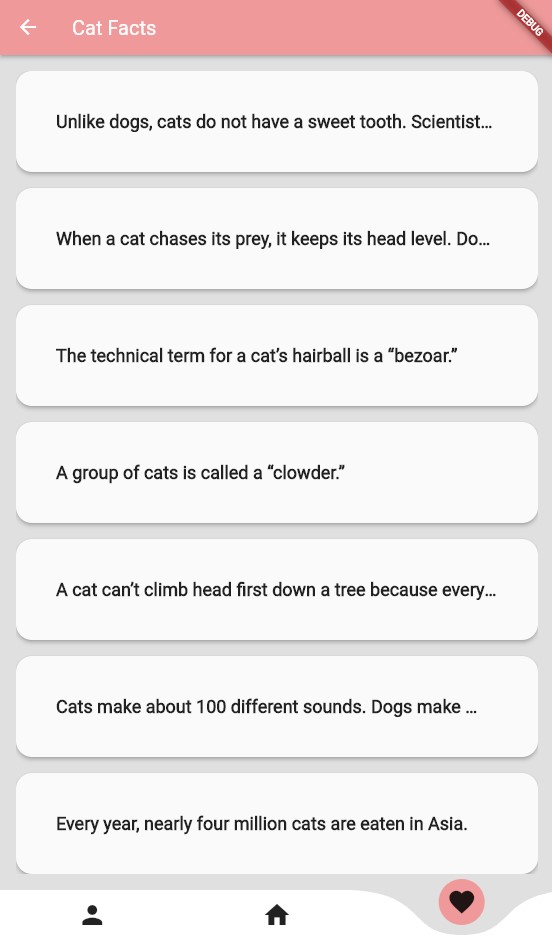 Cat Facts
DEBUG
Unlike dogs, cats do not have a sweet tooth. Scientist...
When a cat chases its prey, it keeps its head level. Do...
The technical term for a cat’s hairball is a “bezoar.”
A group of cats is called a “clowder.”
A cat can’t climb head first down a tree because every...
Cats make about 100 different sounds. Dogs make ...
Every year, nearly four million cats are eaten in Asia.